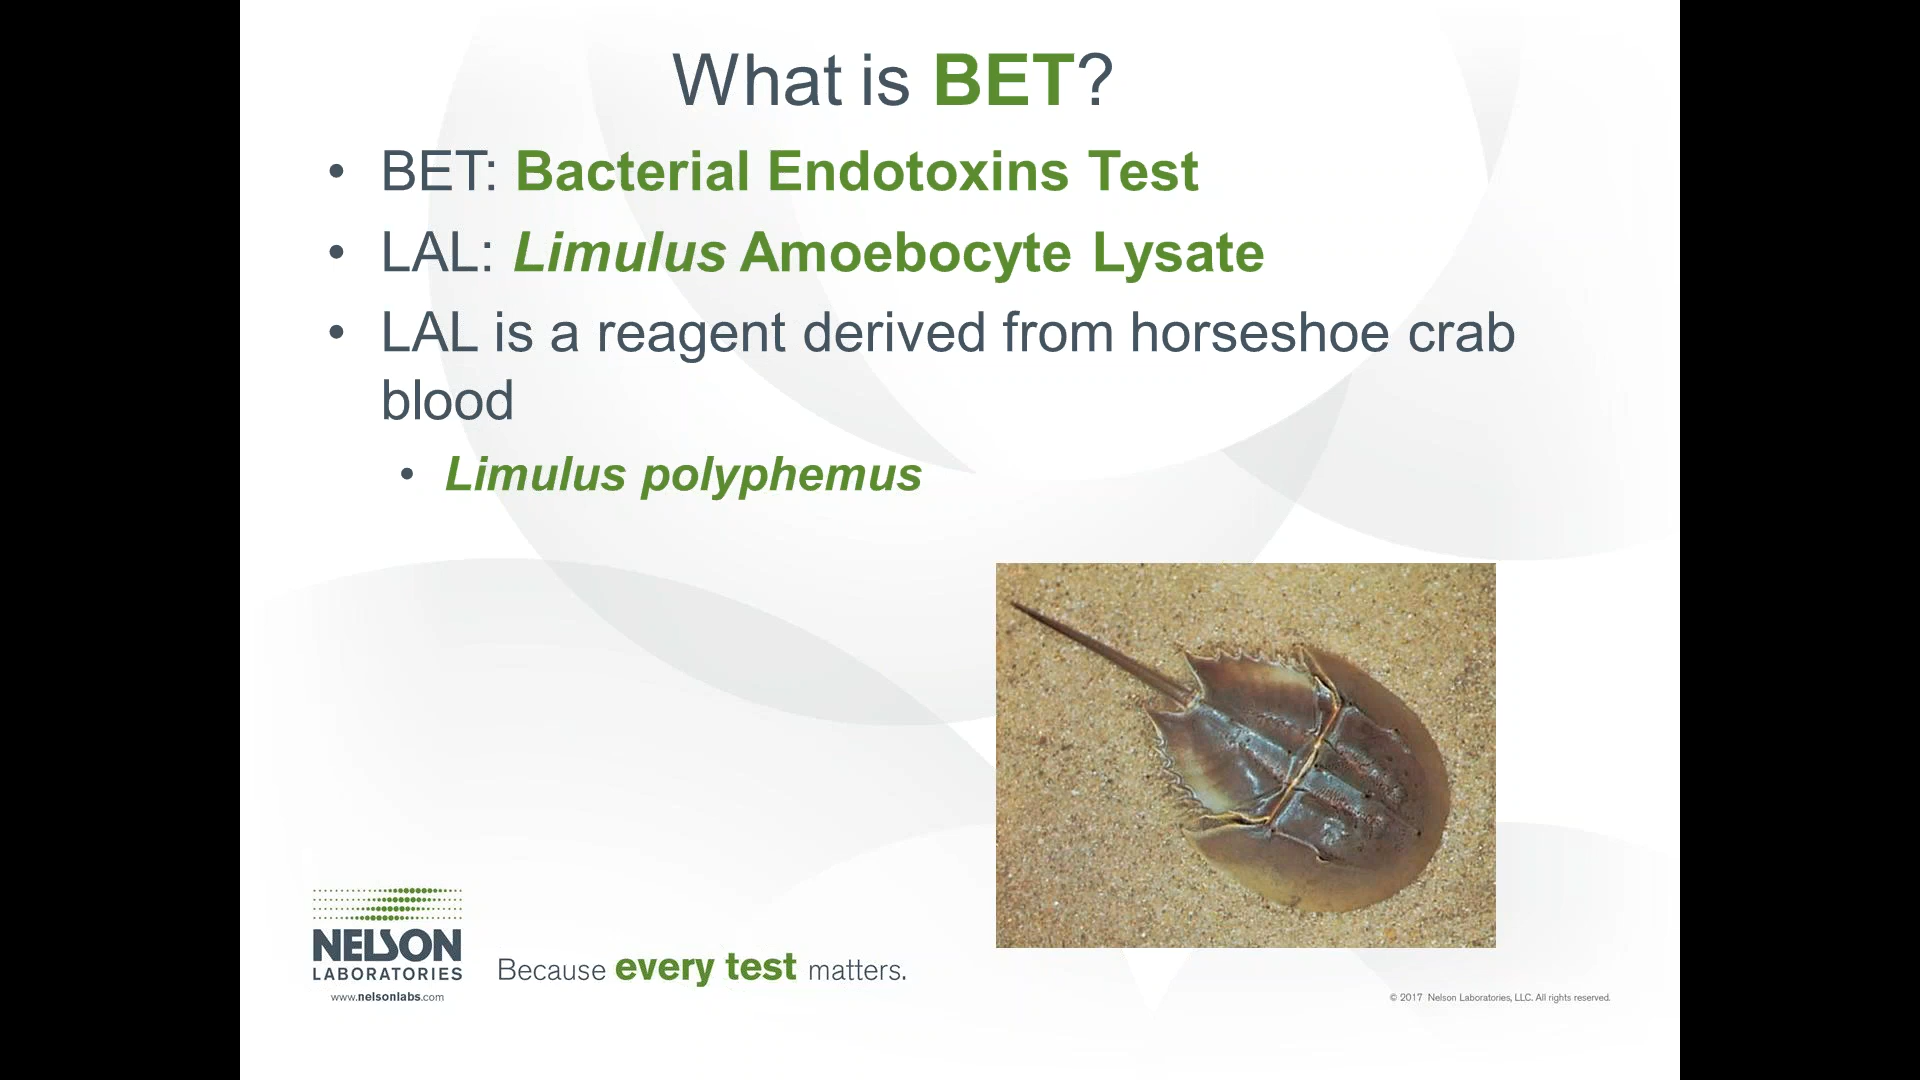 What is BET?
• BET: Bacterial Endotoxins Test
• LAL: Limulus Amoebocyte Lysate
• LAL is a reagent derived from horseshoe crab
blood
• Limulus polyphemus
NELSON
LABORATORIES
www.nelsonlabs.com
Because every test matters.
© 2017 Nelson Laboratories, LLC. All rights reserved.